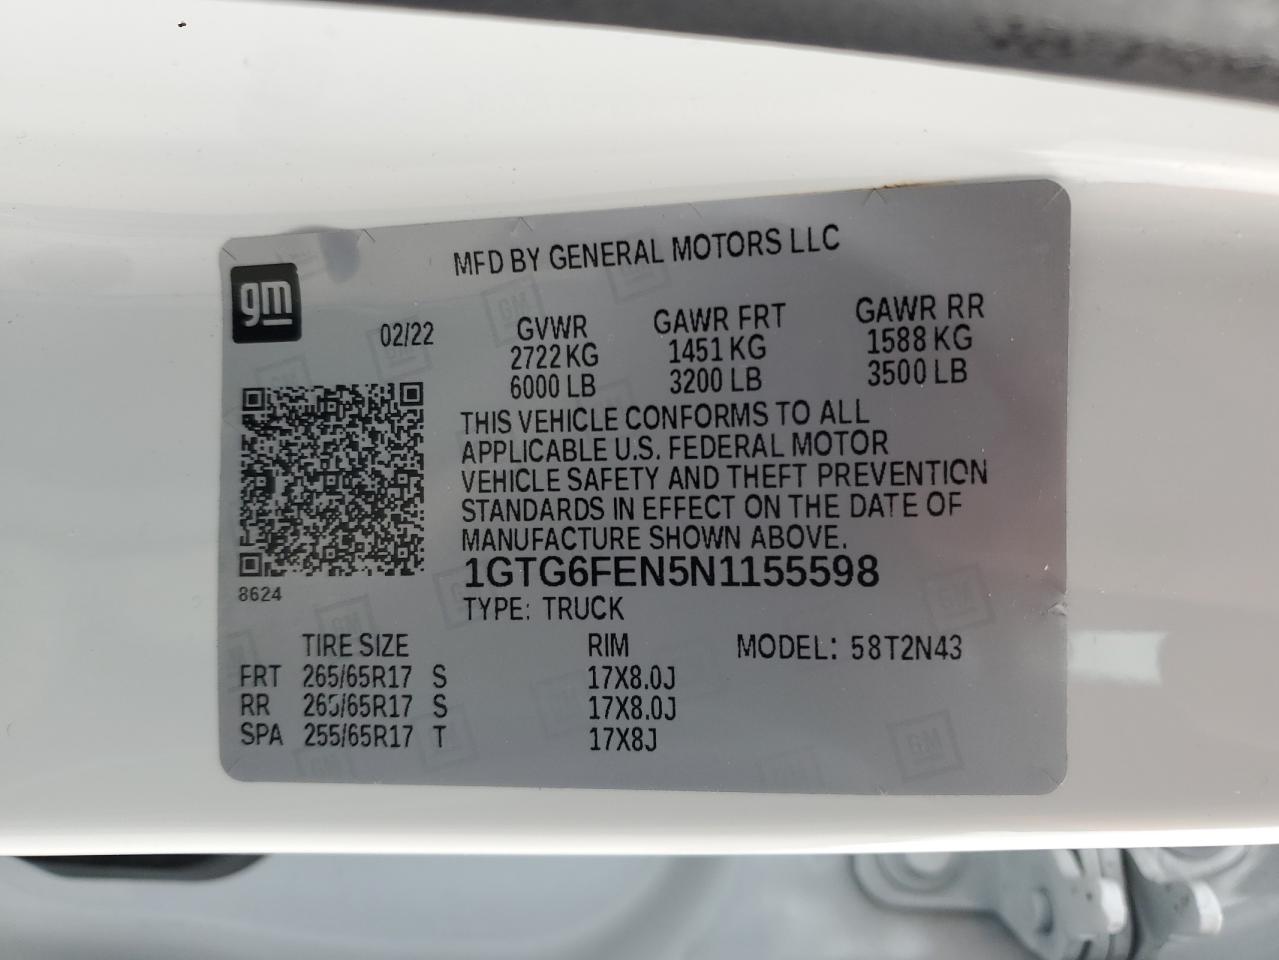 MFD BY GENERAL MOTORS LLC
gm
02/22 GVWR GAWR FRT GAWR RR
2722 KG 1451 KG 1588 KG
6000 LB 3200 LB 3500 LB
THIS VEHICLE CONFORMS TO ALL
APPLICABLE U.S. FEDERAL MOTOR
VEHICLE SAFETY AND THEFT PREVENTION
STANDARDS IN EFFECT ON THE DATE OF
MANUFACTURE SHOWN ABOVE.
8624 1GTG6FEN5N1155598
TYPE: TRUCK
TIRE SIZE RIM MODEL: 58T2N43
FRT 265/65R17 S 17X8.0J
RR 265/65R17 S 17X8.0J
SPA 255/65R17 T 17X8J